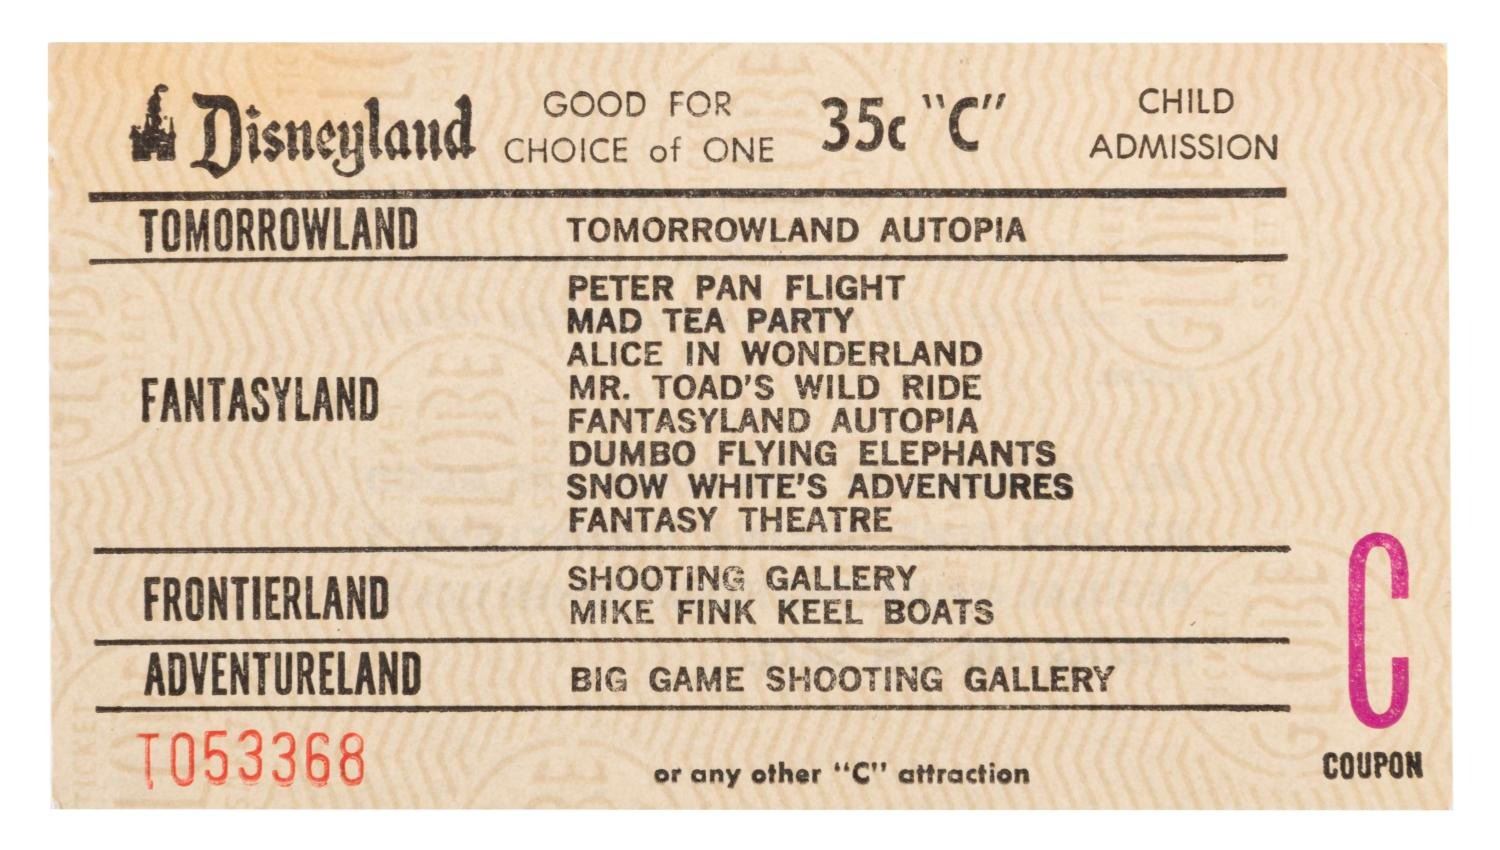 Disneyland GOOD FOR CHOICE of ONE 35c "C" CHILD ADMISSION
TOMORROWLAND TOMORROWLAND AUTOPIA
FANTASYLAND
PETER PAN FLIGHT
MAD TEA PARTY
ALICE IN WONDERLAND
MR. TOAD'S WILD RIDE
FANTASYLAND AUTOPIA
DUMBO FLYING ELEPHANTS
SNOW WHITE'S ADVENTURES
FANTASY THEATRE
FRONTIERLAND
SHOOTING GALLERY
MIKE FINK KEEL BOATS
ADVENTURELAND BIG GAME SHOOTING GALLERY
T053368
or any other "C" attraction
C
COUPON